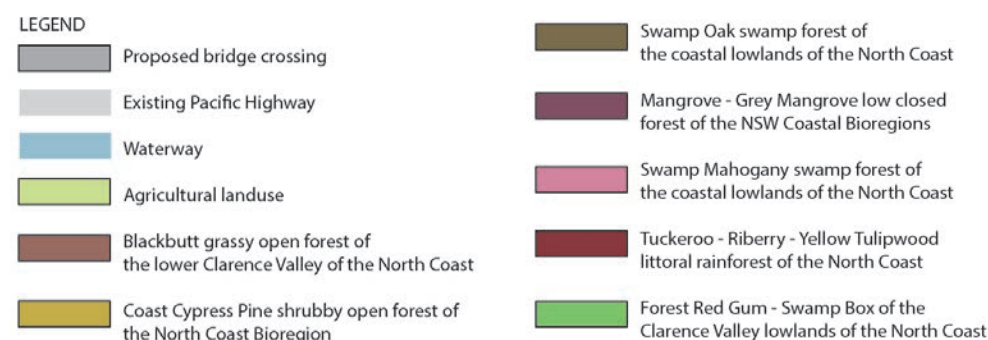 LEGEND
Proposed bridge crossing
Existing Pacific Highway
Waterway
Agricultural landuse
Blackbutt grassy open forest of
the lower Clarence Valley of the North Coast
Coast Cypress Pine shrubby open forest of
the North Coast Bioregion
Swamp Oak swamp forest of
the coastal lowlands of the North Coast
Mangrove - Grey Mangrove low closed
forest of the NSW Coastal Bioregions
Swamp Mahogany swamp forest of
the coastal lowlands of the North Coast
Tuckeroo - Riberry - Yellow Tulipwood
littoral rainforest of the North Coast
Forest Red Gum - Swamp Box of the
Clarence Valley lowlands of the North Coast